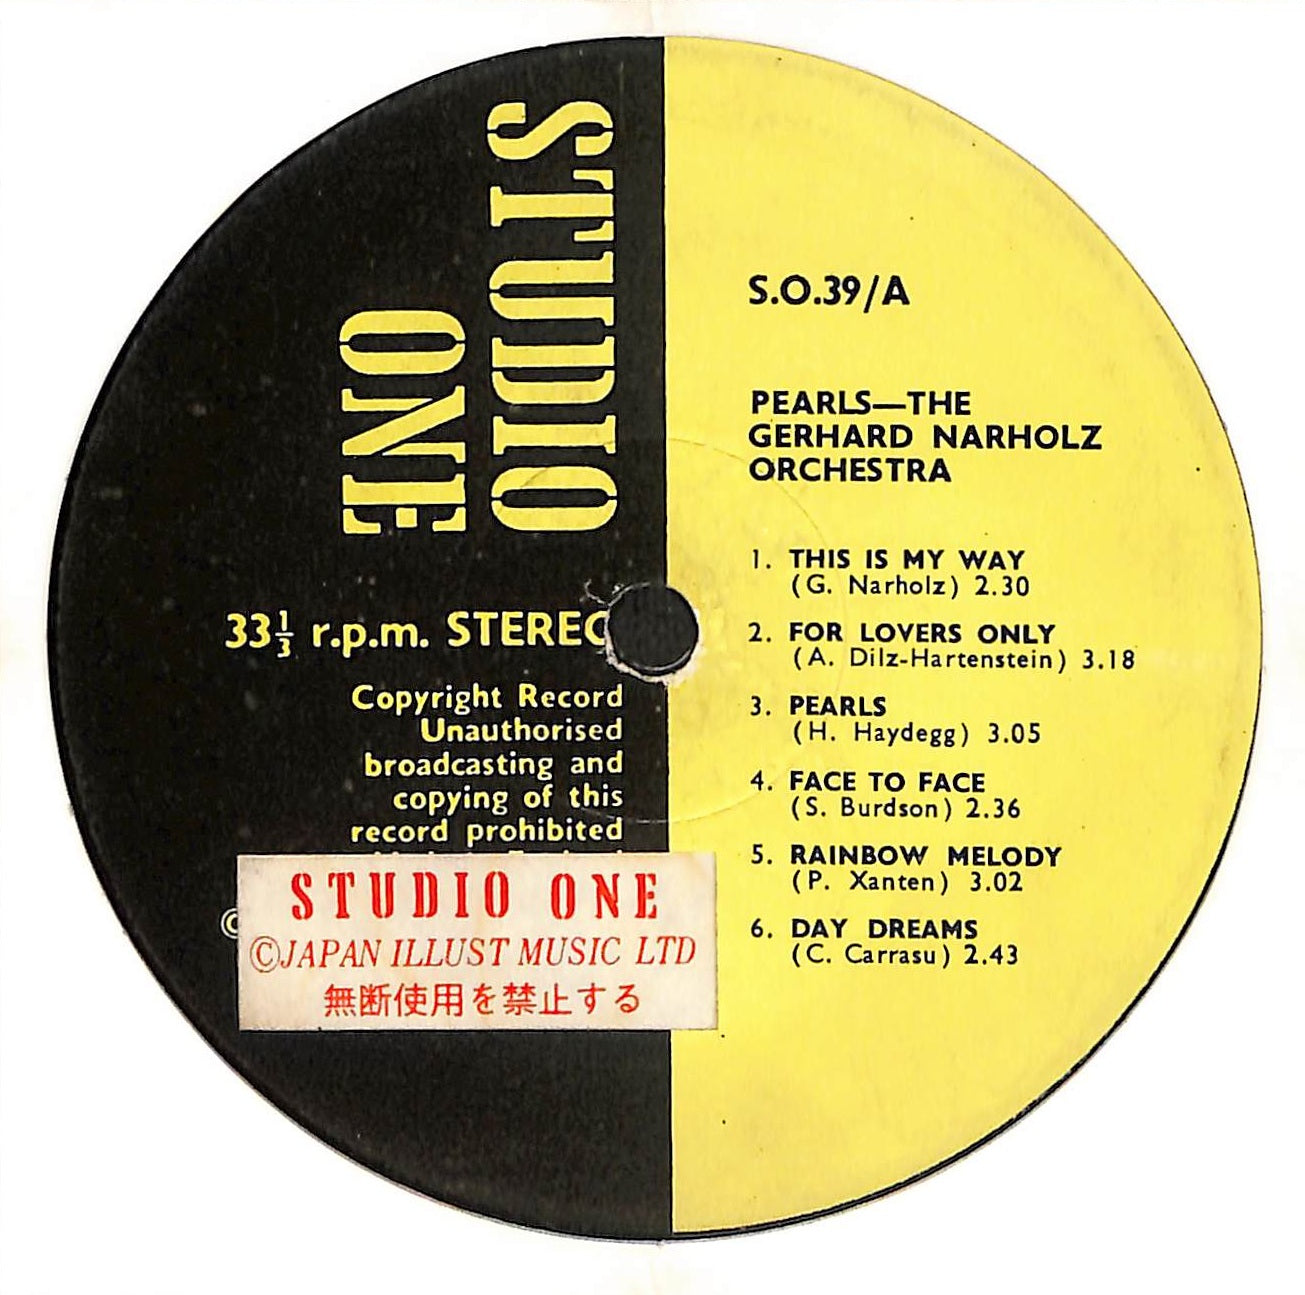 STUDIO
ONE
33⅓ r.p.m. STEREO
Copyright Record
Unauthorised
broadcasting and
copying of this
record prohibited
©
STUDIO ONE
©JAPAN ILLUST MUSIC LTD
無断使用を禁止する
S.O.39/A
PEARLS—THE
GERHARD NARHOLZ
ORCHESTRA
1. THIS IS MY WAY
(G. Narholz) 2.30
2. FOR LOVERS ONLY
(A. Dilz-Hartenstein) 3.18
3. PEARLS
(H. Haydegg) 3.05
4. FACE TO FACE
(S. Burdson) 2.36
5. RAINBOW MELODY
(P. Xanten) 3.02
6. DAY DREAMS
(C. Carrasu) 2.43